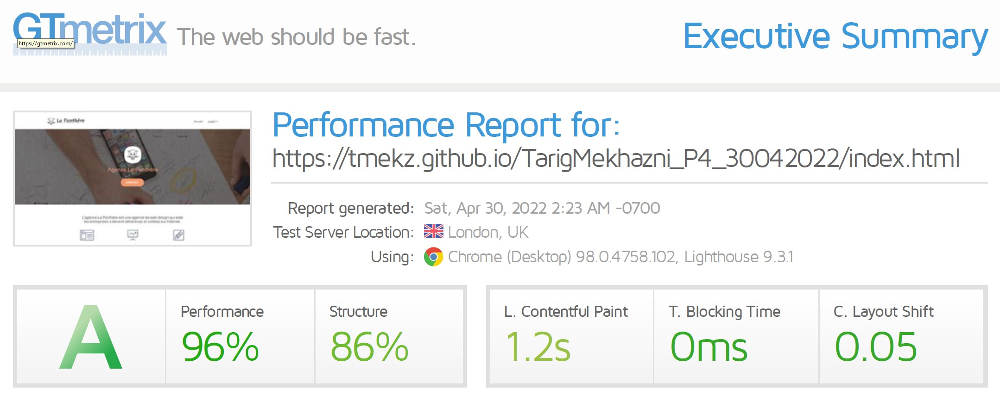 GTmetrix The web should be fast.
https://gtmetrix.com/
Executive Summary
La Panthère
Accueil page2
Agence La Panthère
CONTACT
L'agence La Panthère est une agence de web design qui aide
les entreprises à devenir attractives et visibles sur Internet.
Performance Report for:
https://tmekz.github.io/TarigMekhazni_P4_30042022/index.html
Report generated: Sat, Apr 30, 2022 2:23 AM -0700
Test Server Location: London, UK
Using: Chrome (Desktop) 98.0.4758.102, Lighthouse 9.3.1
A
Performance
96%
Structure
86%
L. Contentful Paint
1.2s
T. Blocking Time
0ms
C. Layout Shift
0.05